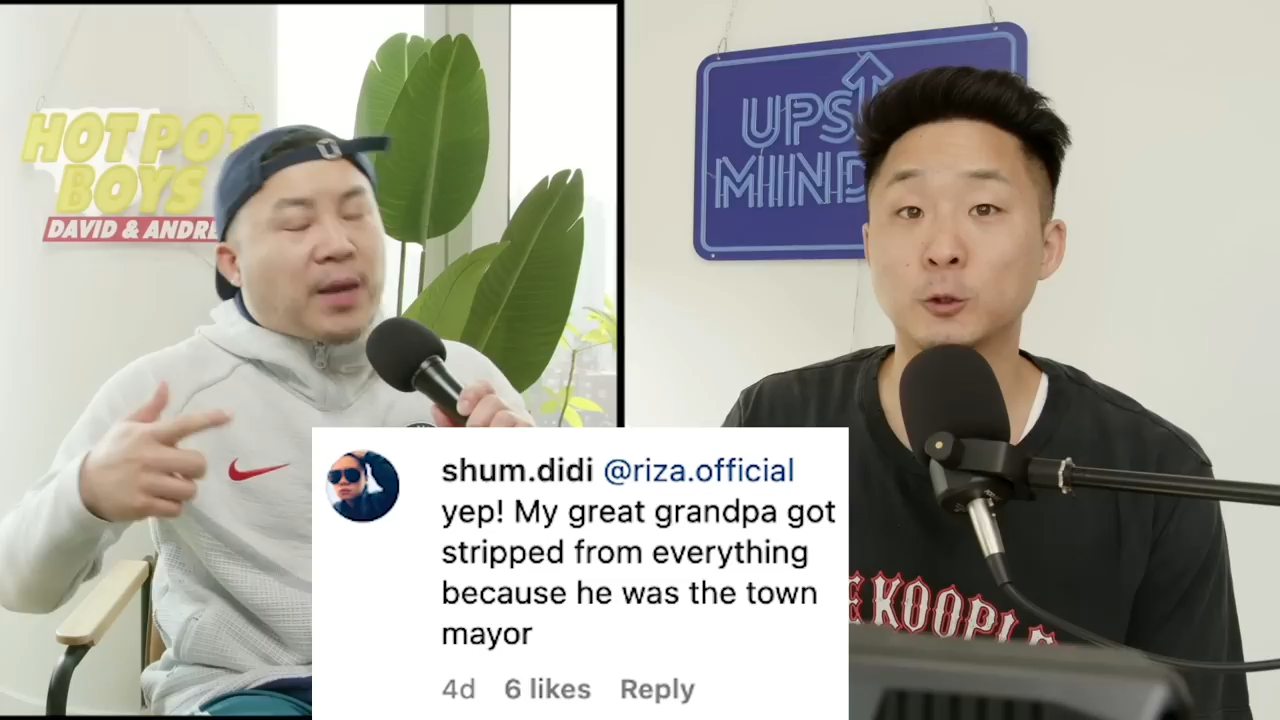 HOT POT
BOYS
DAVID & ANDRE
UPS
MIND
KOOPLE
shum.didi @riza.official
yep! My great grandpa got
stripped from everything
because he was the town
mayor
4d 6 likes Reply